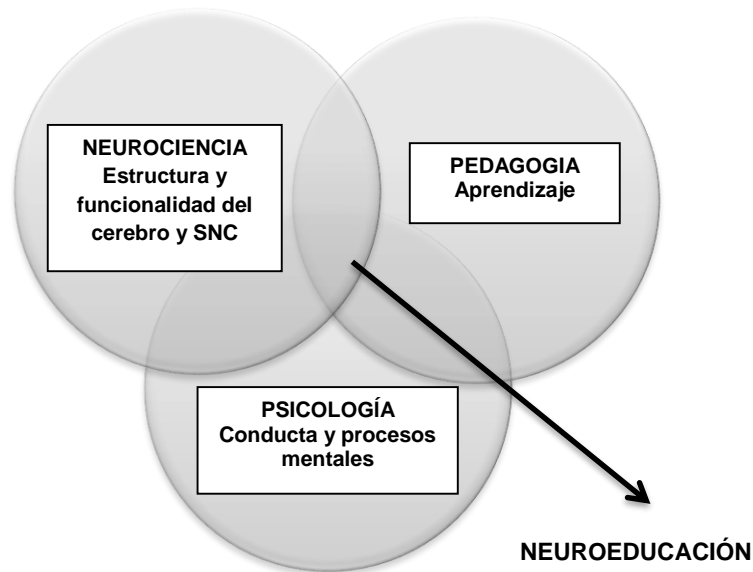 NEUROCIENCIA
Estructura y
funcionalidad del
cerebro y SNC
PEDAGOGIA
Aprendizaje
PSICOLOGÍA
Conducta y procesos
mentales
NEUROEDUCACIÓN